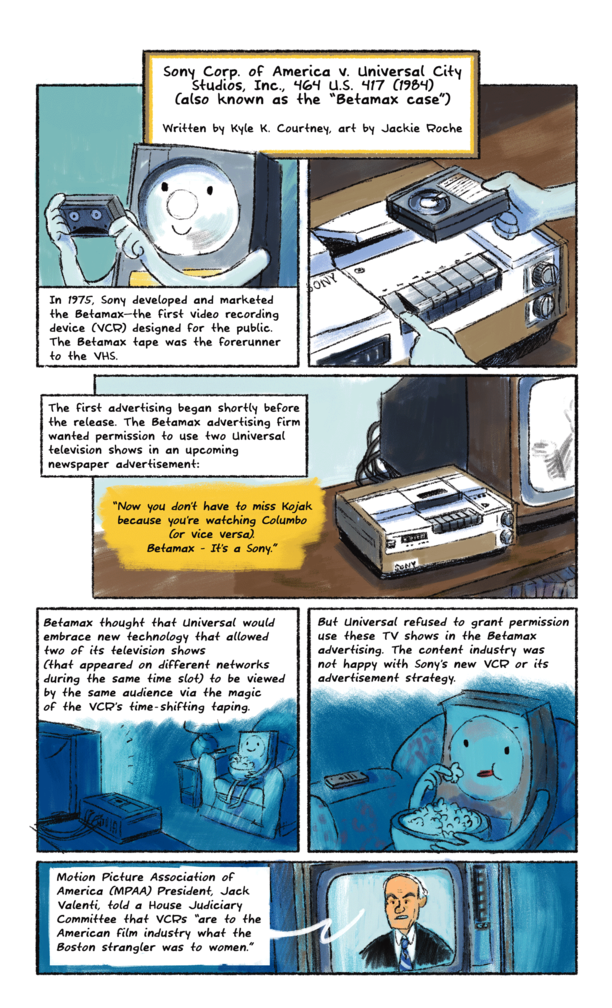 Sony Corp. of America v. Universal City
Studios, Inc., 464 U.S. 417 (1984)
(also known as the "Betamax case")
Written by Kyle K. Courtney, art by Jackie Roche
In 1975, Sony developed and marketed
the Betamax—the first video recording
device (VCR) designed for the public.
The Betamax tape was the forerunner
to the VHS.
SONY
The first advertising began shortly before
the release. The Betamax advertising firm
wanted permission to use two Universal
television shows in an upcoming
newspaper advertisement:
"Now you don't have to miss Kojak
because you're watching Columbo
(or vice versa).
Betamax - It's a Sony."
SONY
Betamax thought that Universal would
embrace new technology that allowed
two of its television shows
(that appeared on different networks
during the same time slot) to be viewed
by the same audience via the magic
of the VCR's time-shifting taping.
But Universal refused to grant permission
use these TV shows in the Betamax
advertising. The content industry was
not happy with Sony's new VCR or its
advertisement strategy.
Motion Picture Association of
America (MPAA) President, Jack
Valenti, told a House Judiciary
Committee that VCRs "are to the
American film industry what the
Boston strangler was to women."